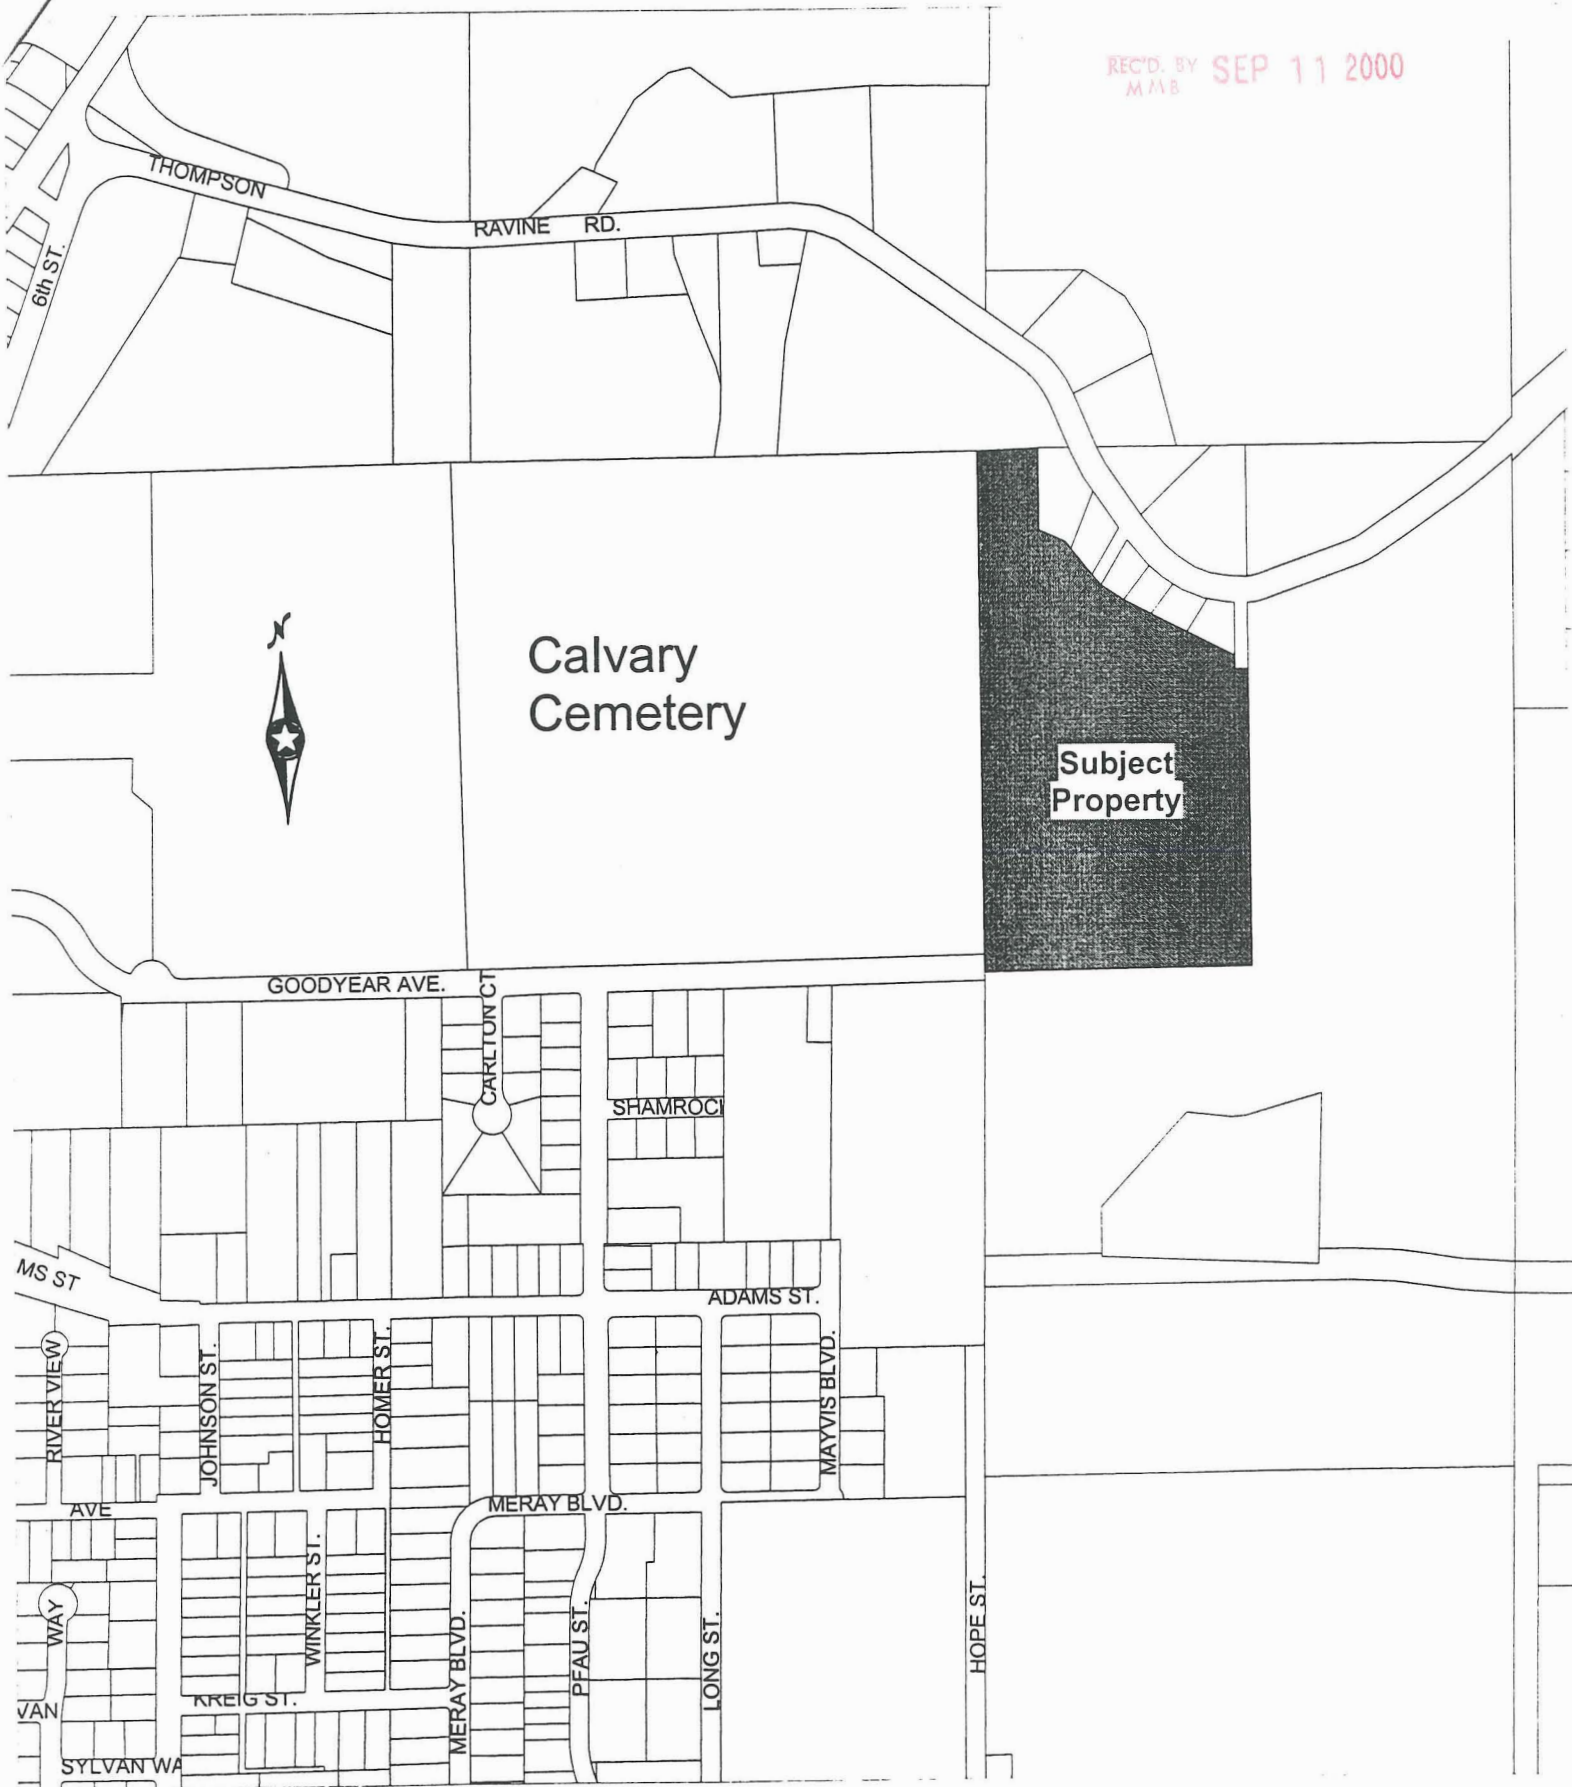 REC'D. BY SEP 11 2000
MMB
THOMPSON
RAVINE RD.
6th ST.
N
Calvary
Cemetery
Subject
Property
GOODYEAR AVE.
CARLTON CT
SHAMROCK
MS ST
ADAMS ST.
RIVER VIEW
JOHNSON ST.
HOMER ST.
MAYVIS BLVD.
AVE
MERAY BLVD.
WAY
WINKLER ST.
MERAY BLVD.
PFAU ST.
LONG ST.
HOPE ST.
KREIG ST.
VAN
SYLVAN WA